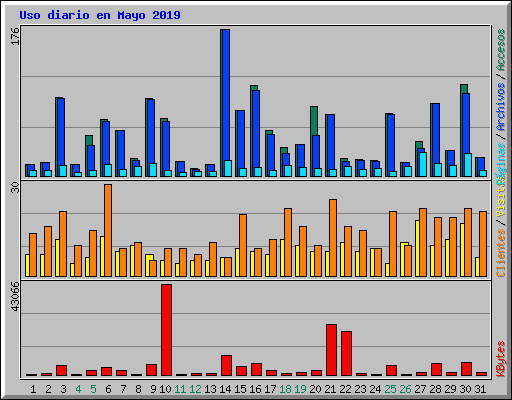 Uso diario en Mayo 2019
176
30
43066
Accesos / Archivos / Páginas / Visitas / Clientes
KBytes
1 2 3 4 5 6 7 8 9 10 11 12 13 14 15 16 17 18 19 20 21 22 23 24 25 26 27 28 29 30 31